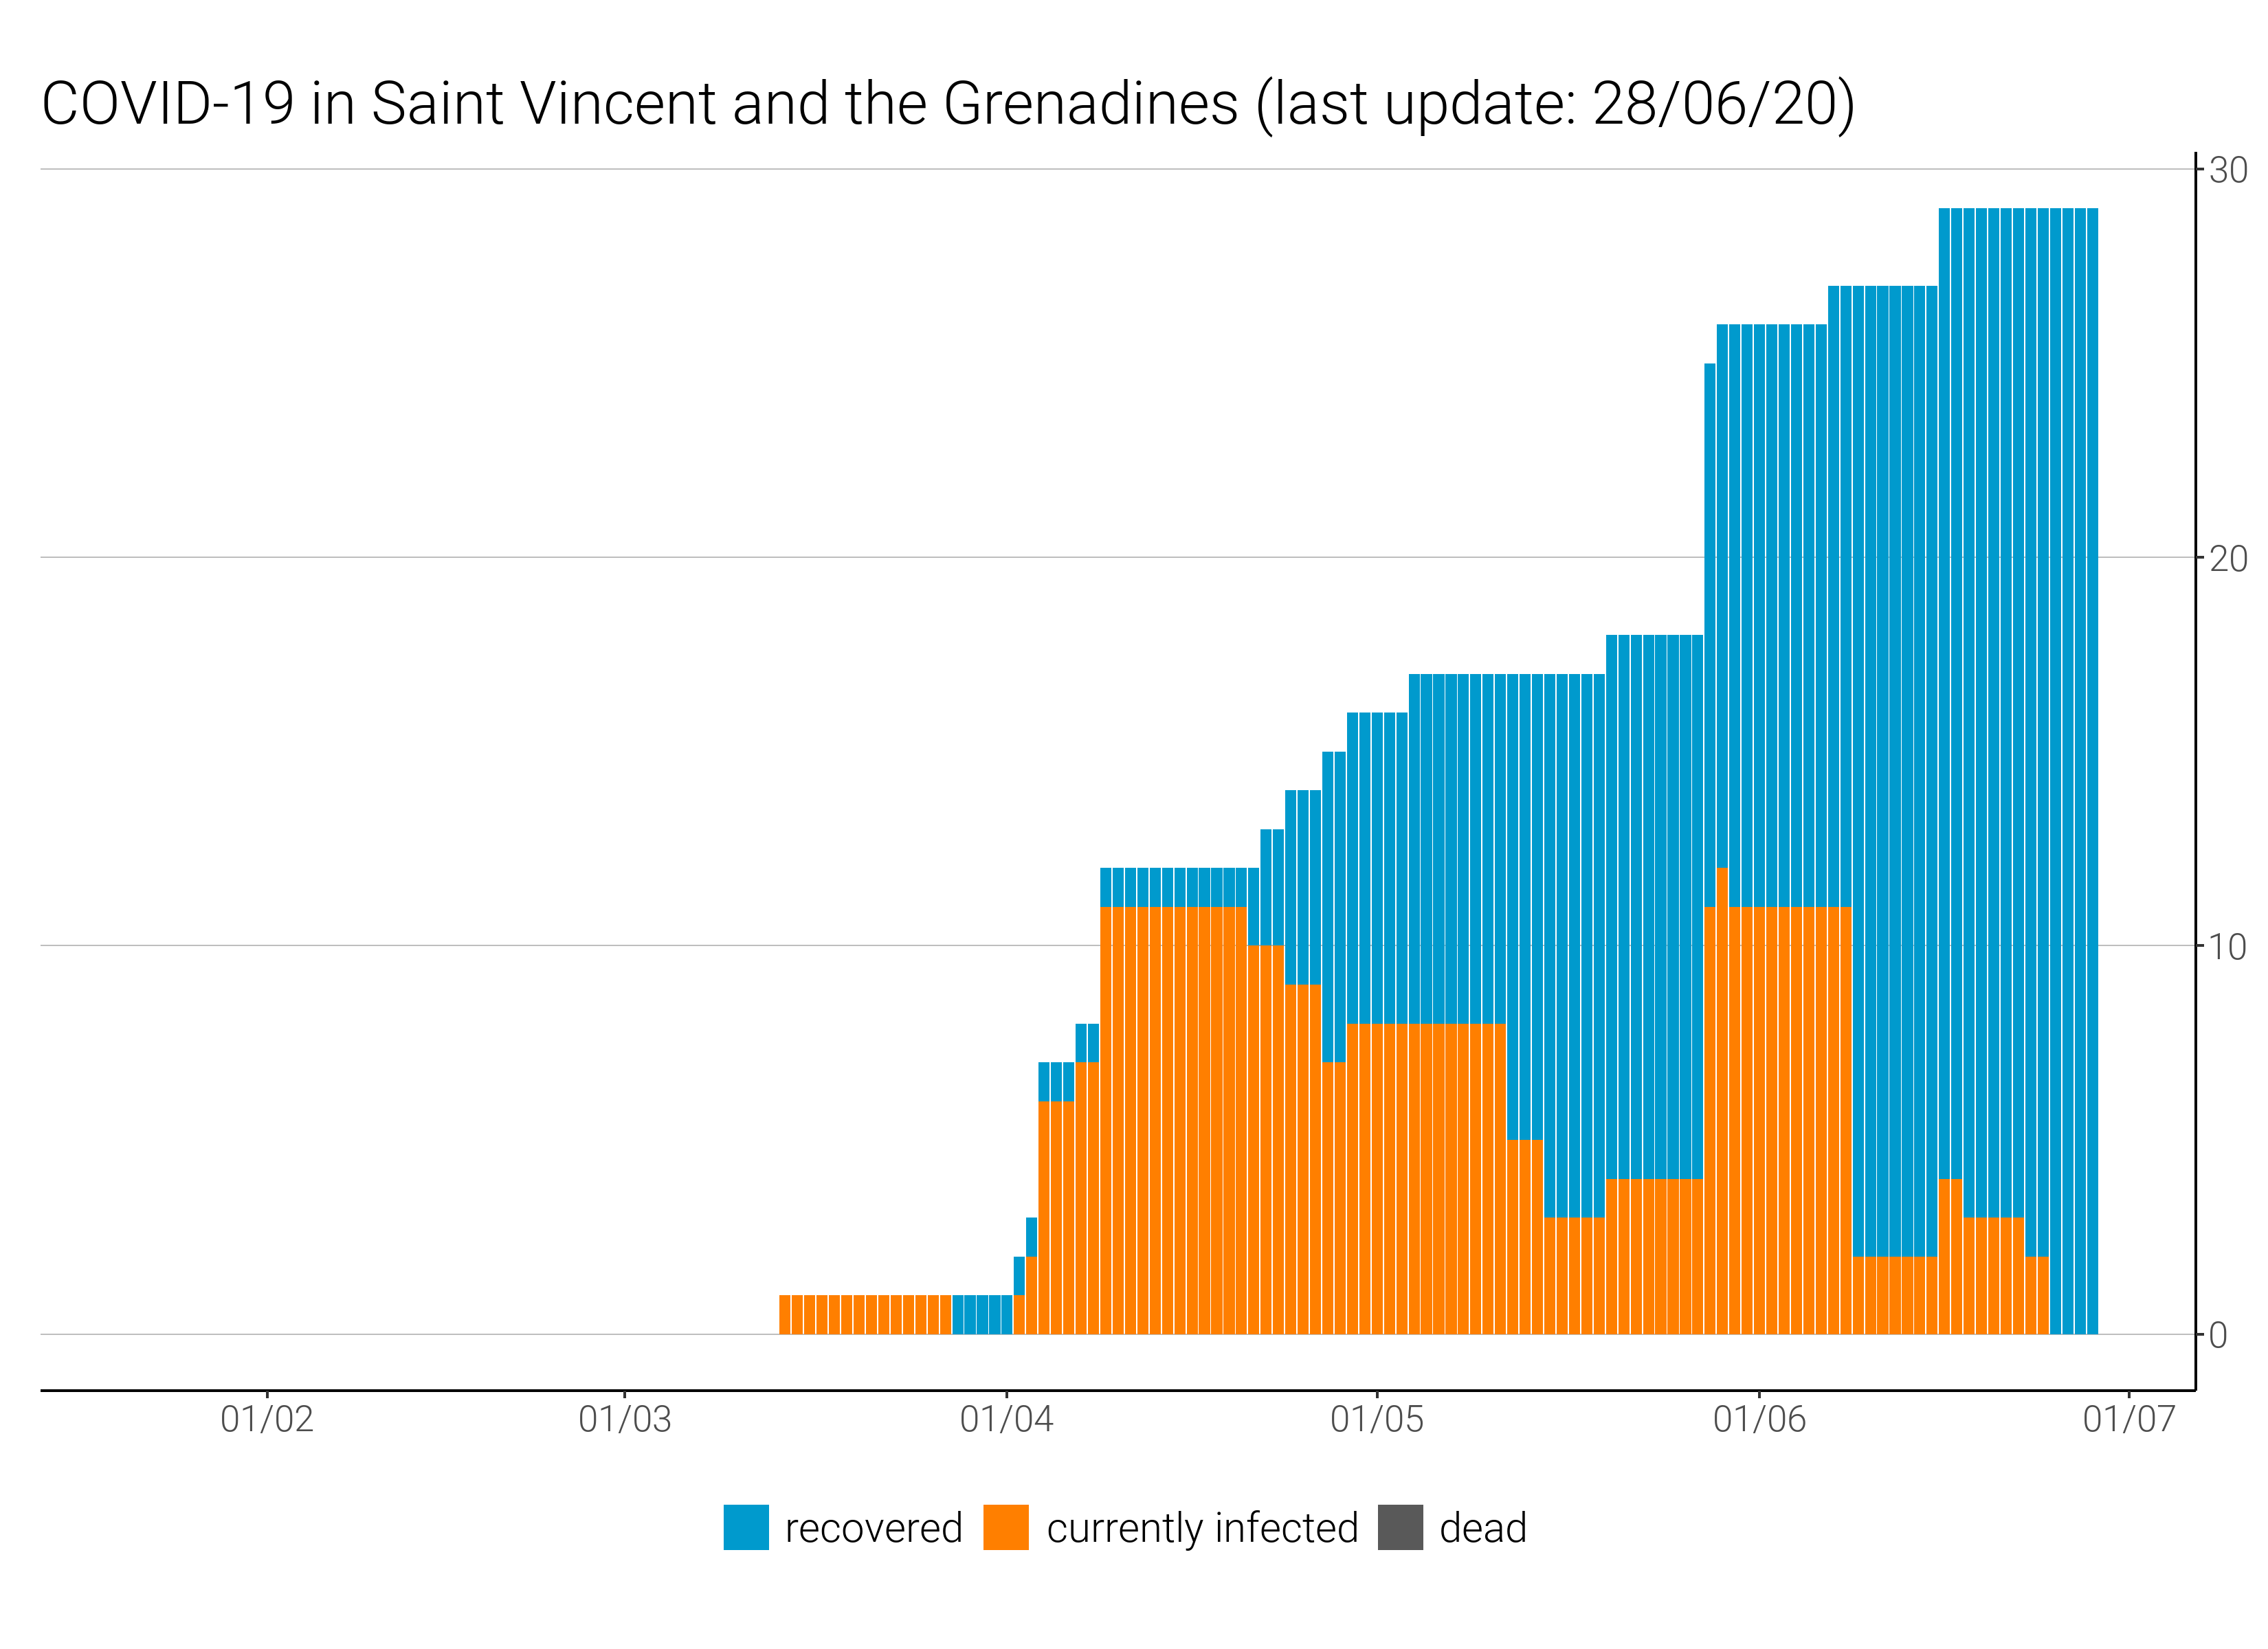 COVID-19 in Saint Vincent and the Grenadines (last update: 28/06/20)
30
20
10
0
01/02 01/03 01/04 01/05 01/06 01/07
recovered currently infected dead